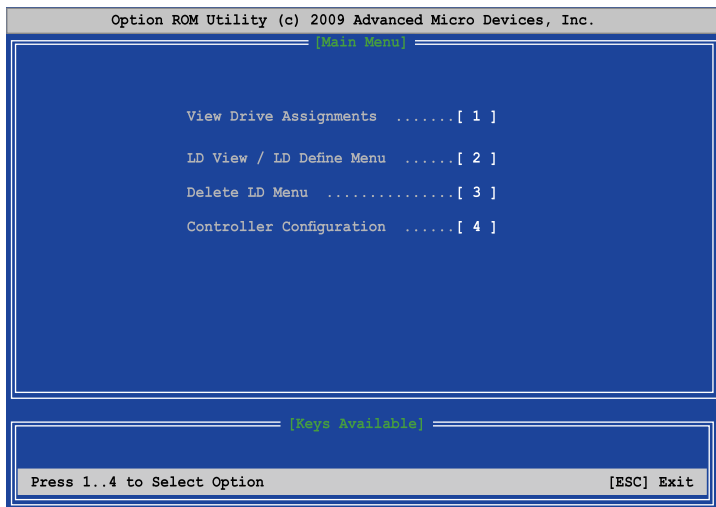 Option ROM Utility (c) 2009 Advanced Micro Devices, Inc.
[Main Menu]
View Drive Assignments .......[ 1 ]
LD View / LD Define Menu ......[ 2 ]
Delete LD Menu ...............[ 3 ]
Controller Configuration ......[ 4 ]
[Keys Available]
Press 1..4 to Select Option [ESC] Exit